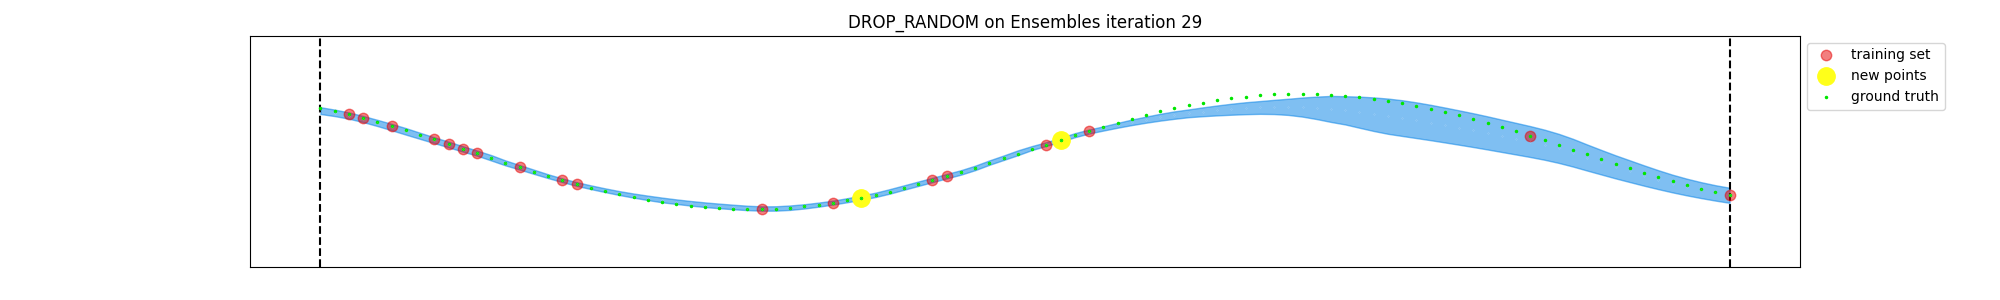 DROP_RANDOM on Ensembles iteration 29
training set
new points
ground truth